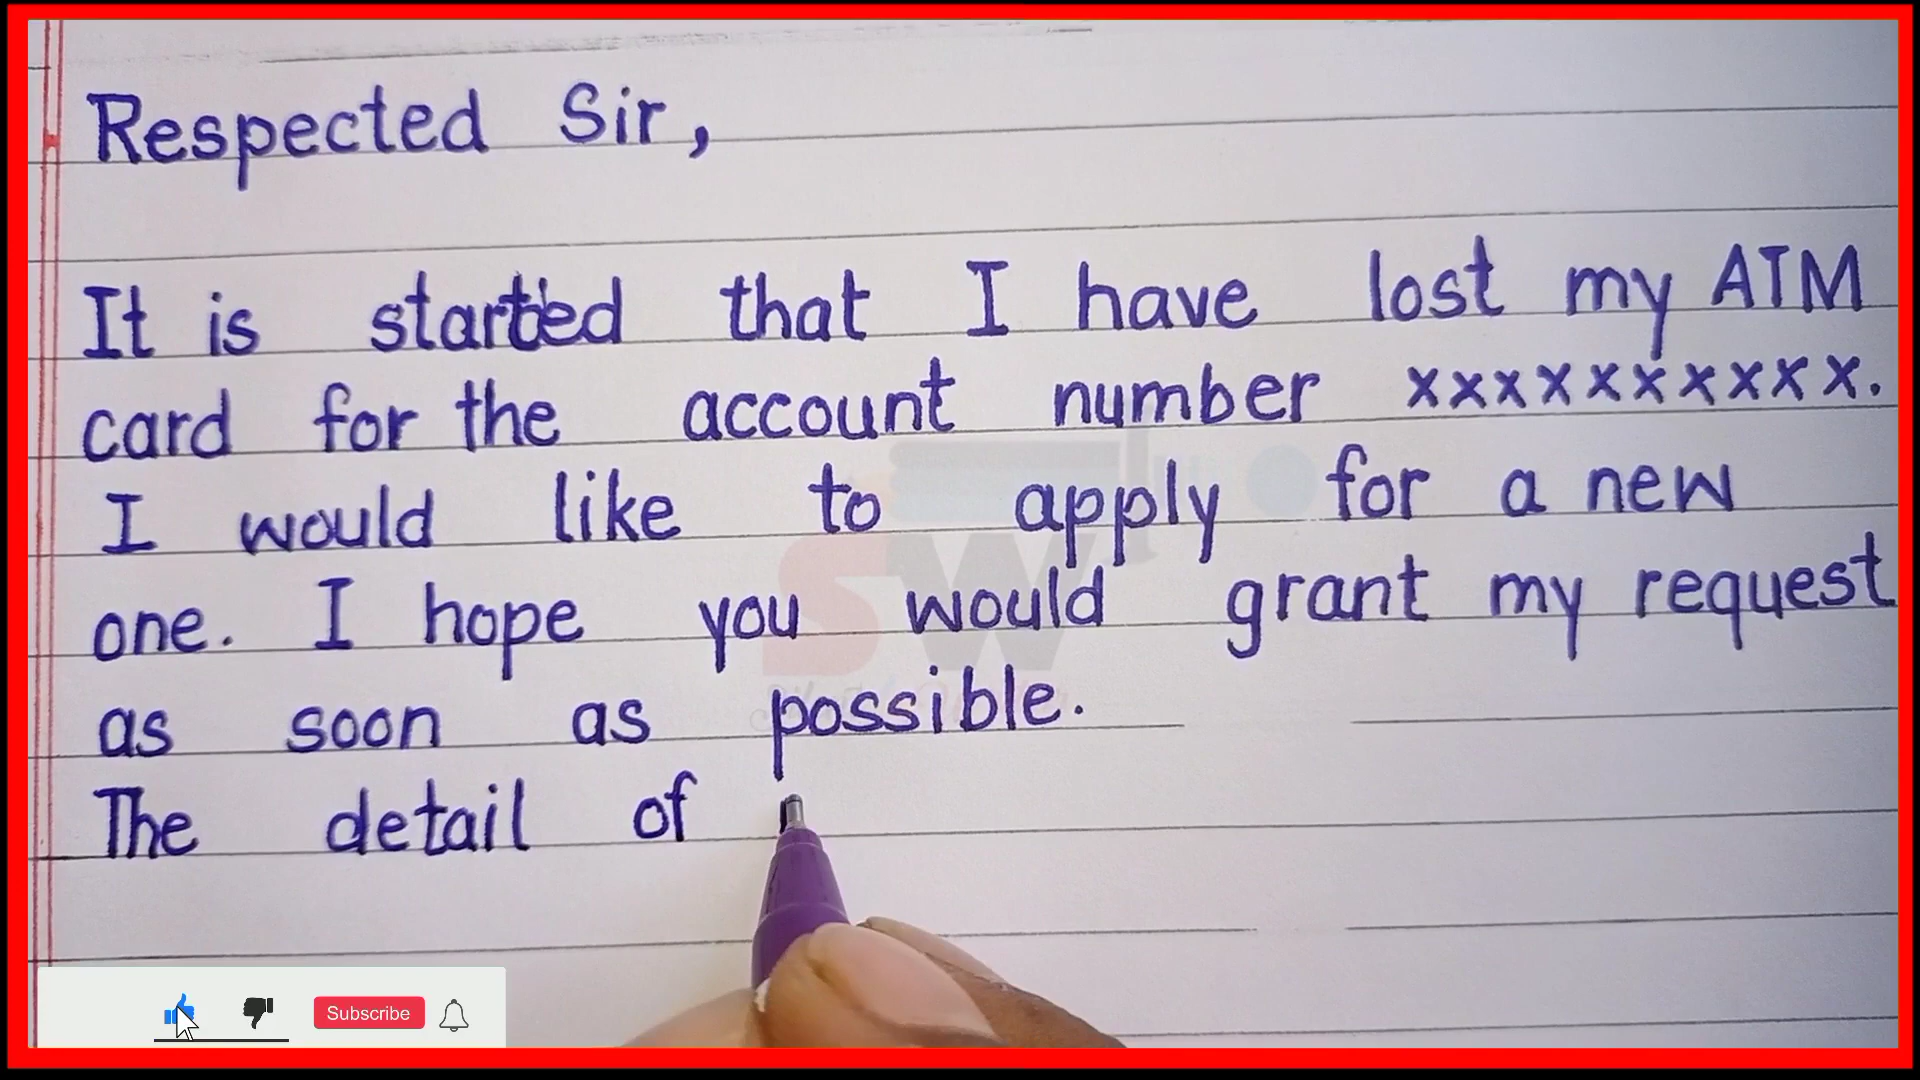 Respected Sir,
It is started that I have lost my ATM
card for the account number xxxxxxxxxx.
I would like to apply for a new
one. I hope you would grant my request
as soon as possible.
The detail of
SW
Subscribe